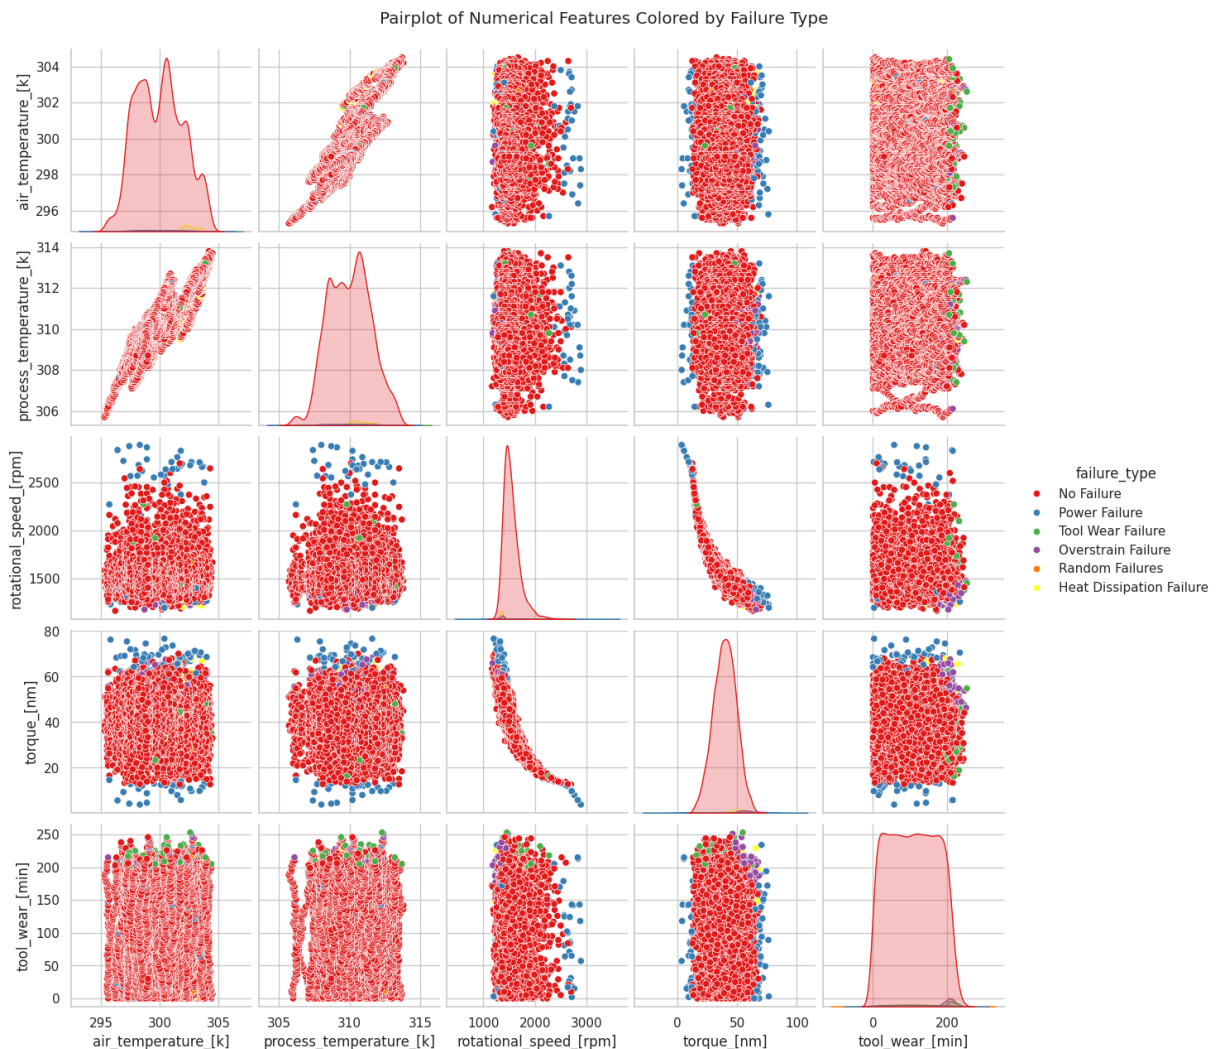 Pairplot of Numerical Features Colored by Failure Type
air_temperature_[k]
304
302
300
298
296
process_temperature_[k]
314
312
310
308
306
rotational_speed_[rpm]
2500
2000
1500
torque_[nm]
80
60
40
20
tool_wear_[min]
250
200
150
100
50
0
295 300 305
305 310 315
1000 2000 3000
0 50 100
0 200
air_temperature_[k]
process_temperature_[k]
rotational_speed_[rpm]
torque_[nm]
tool_wear_[min]
failure_type
No Failure
Power Failure
Tool Wear Failure
Overstrain Failure
Random Failures
Heat Dissipation Failure